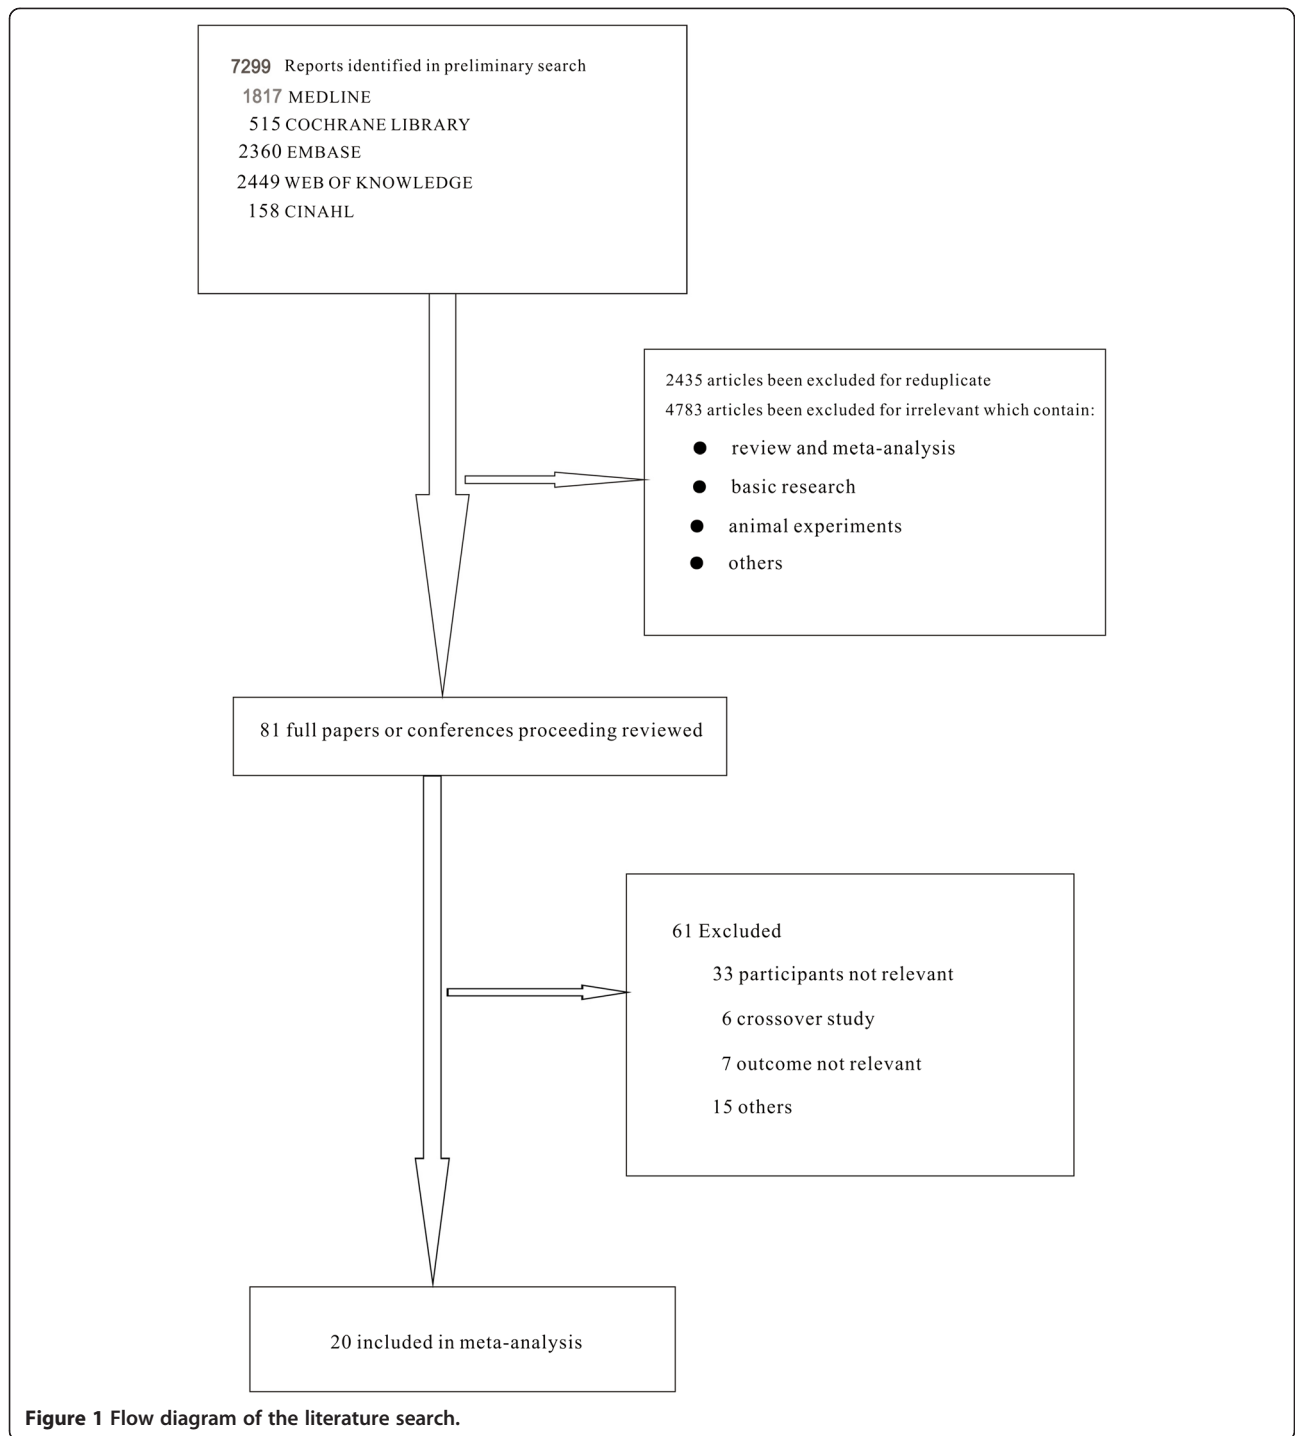 7299 Reports identified in preliminary search
1817 MEDLINE
515 COCHRANE LIBRARY
2360 EMBASE
2449 WEB OF KNOWLEDGE
158 CINAHL
2435 articles been excluded for reduplicate
4783 articles been excluded for irrelevant which contain:
● review and meta-analysis
● basic research
● animal experiments
● others
81 full papers or conferences proceeding reviewed
61 Excluded
33 participants not relevant
6 crossover study
7 outcome not relevant
15 others
20 included in meta-analysis
Figure 1 Flow diagram of the literature search.